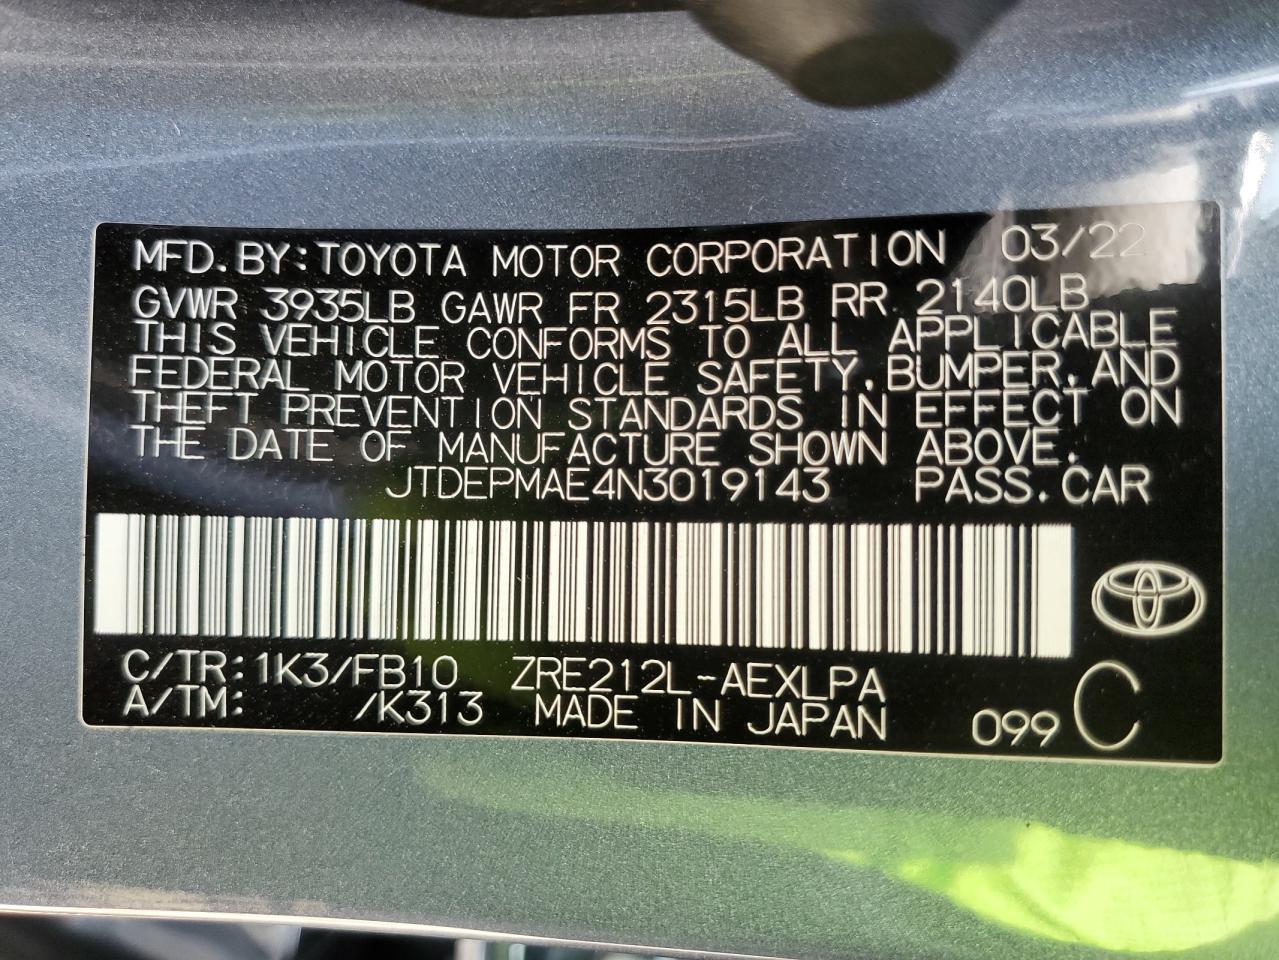 MFD.BY:TOYOTA MOTOR CORPORATION 03/22
GVWR 3935LB GAWR FR 2315LB RR 2140LB
THIS VEHICLE CONFORMS TO ALL APPLICABLE
FEDERAL MOTOR VEHICLE SAFETY,BUMPER,AND
THEFT PREVENTION STANDARDS IN EFFECT ON
THE DATE OF MANUFACTURE SHOWN ABOVE.
JTDEPMAE4N3019143 PASS.CAR
C/TR:1K3/FB10 ZRE212L-AEXLPA
A/TM: /K313 MADE IN JAPAN 099 C